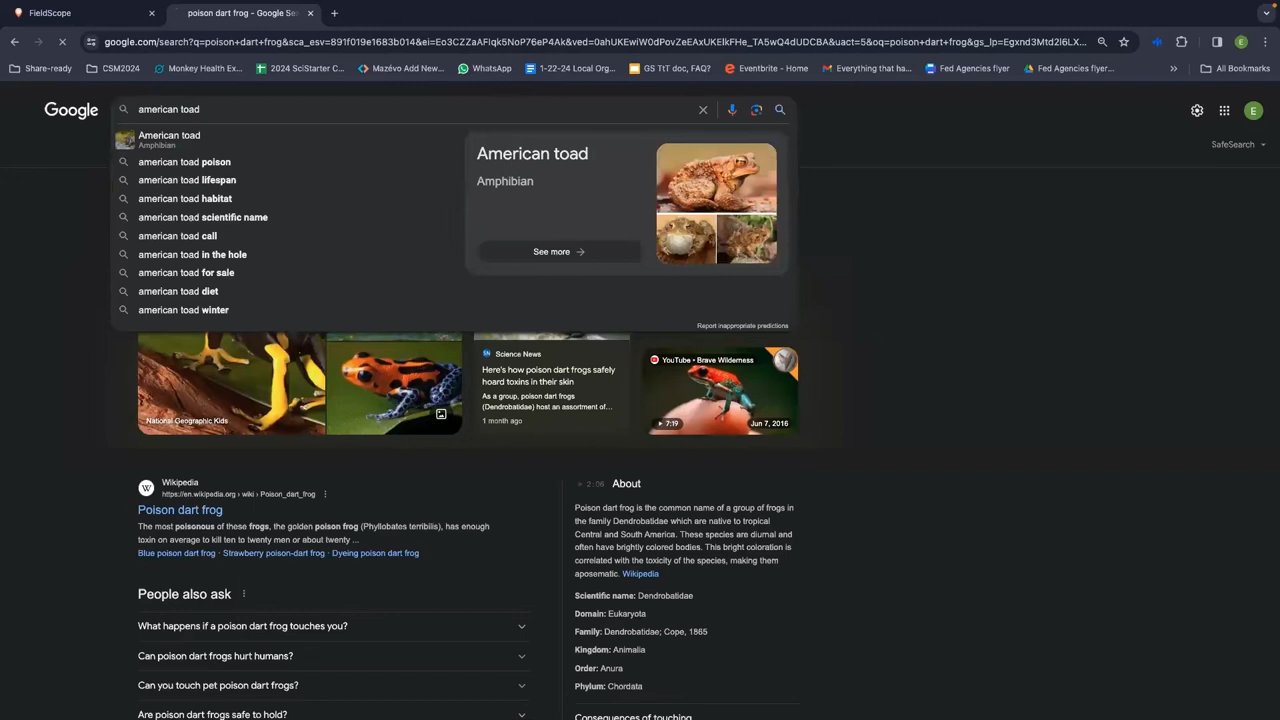 FieldScope
poison dart frog - Google Se
google.com/search?q=poison+dart+frog&sca_esv=891f019e1683b014&ei=Eo3CZZaAFlqk5NoP76eP4Ak&ved=0ahUKEwiW0dPovZeEAxUKElkFHe_TA5wQ4dUDCBA&uact=5&oq=poison+dart+frog&gs_lp=Egxnd3Mtd2l6LX...
Share-ready
CSM2024
Monkey Health Ex...
2024 SciStarter C...
Mazévo Add New...
WhatsApp
1-22-24 Local Org...
GS TtT doc, FAQ?
Eventbrite - Home
Everything that ha...
Fed Agencies flyer
Fed Agencies flyer...
»
All Bookmarks
Google
american toad
E
SafeSearch
American toad
Amphibian
american toad poison
american toad lifespan
american toad habitat
american toad scientific name
american toad call
american toad in the hole
american toad for sale
american toad diet
american toad winter
American toad
Amphibian
See more
Report inappropriate predictions
National Geographic Kids
Science News
Here's how poison dart frogs safely
hoard toxins in their skin
As a group, poison dart frogs
(Dendrobatidae) host an assortment of...
1 month ago
YouTube • Brave Wilderness
7:19
Jun 7, 2016
W
Wikipedia
https://en.wikipedia.org › wiki › Poison_dart_frog
Poison dart frog
The most poisonous of these frogs, the golden poison frog (Phyllobates terribilis), has enough
toxin on average to kill ten to twenty men or about twenty ...
Blue poison dart frog · Strawberry poison-dart frog · Dyeing poison dart frog
People also ask
What happens if a poison dart frog touches you?
Can poison dart frogs hurt humans?
Can you touch pet poison dart frogs?
Are poison dart frogs safe to hold?
2:06
About
Poison dart frog is the common name of a group of frogs in
the family Dendrobatidae which are native to tropical
Central and South America. These species are diurnal and
often have brightly colored bodies. This bright coloration is
correlated with the toxicity of the species, making them
aposematic. Wikipedia
Scientific name: Dendrobatidae
Domain: Eukaryota
Family: Dendrobatidae; Cope, 1865
Kingdom: Animalia
Order: Anura
Phylum: Chordata
Consequences of touching